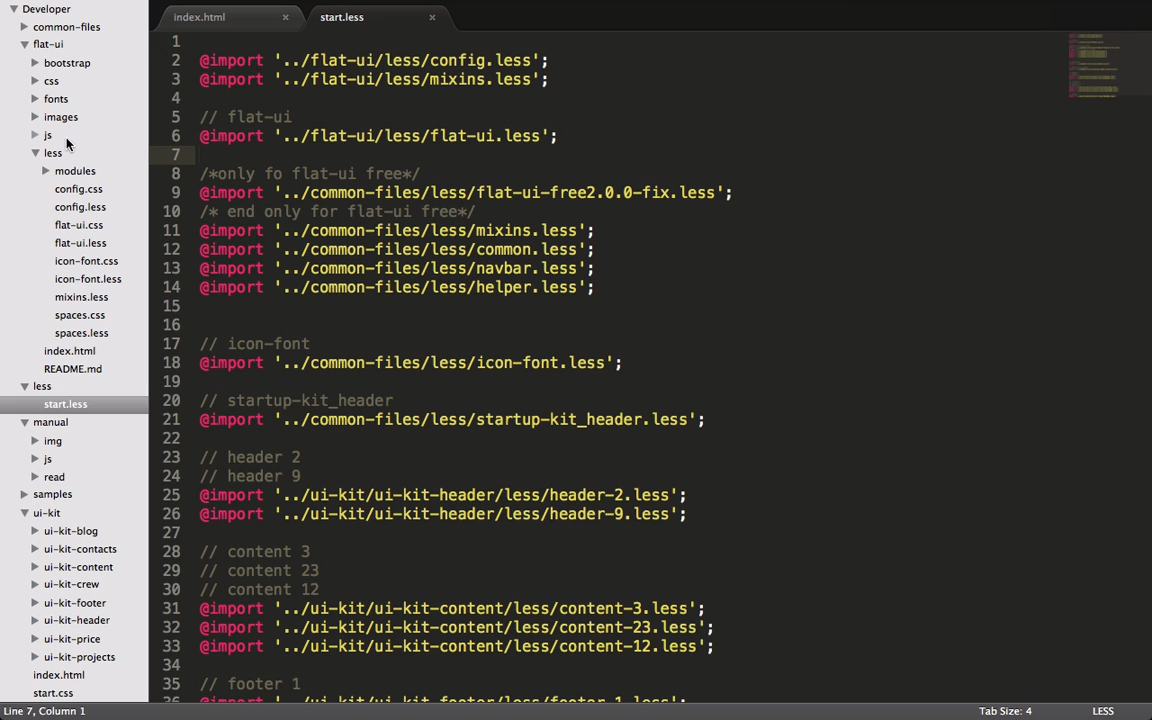 Developer
common-files
flat-ui
bootstrap
css
fonts
images
js
less
modules
config.css
config.less
flat-ui.css
flat-ui.less
icon-font.css
icon-font.less
mixins.less
spaces.css
spaces.less
index.html
README.md
less
start.less
manual
img
js
read
samples
ui-kit
ui-kit-blog
ui-kit-contacts
ui-kit-content
ui-kit-crew
ui-kit-footer
ui-kit-header
ui-kit-price
ui-kit-projects
index.html
start.css
index.html ×
start.less ×
1
2 @import '../flat-ui/less/config.less';
3 @import '../flat-ui/less/mixins.less';
4
5 // flat-ui
6 @import '../flat-ui/less/flat-ui.less';
7
8 /*only fo flat-ui free*/
9 @import '../common-files/less/flat-ui-free2.0.0-fix.less';
10 /* end only for flat-ui free*/
11 @import '../common-files/less/mixins.less';
12 @import '../common-files/less/common.less';
13 @import '../common-files/less/navbar.less';
14 @import '../common-files/less/helper.less';
15
16
17 // icon-font
18 @import '../common-files/less/icon-font.less';
19
20 // startup-kit_header
21 @import '../common-files/less/startup-kit_header.less';
22
23 // header 2
24 // header 9
25 @import '../ui-kit/ui-kit-header/less/header-2.less';
26 @import '../ui-kit/ui-kit-header/less/header-9.less';
27
28 // content 3
29 // content 23
30 // content 12
31 @import '../ui-kit/ui-kit-content/less/content-3.less';
32 @import '../ui-kit/ui-kit-content/less/content-23.less';
33 @import '../ui-kit/ui-kit-content/less/content-12.less';
34
35 // footer 1
36 @import '../ui-kit/ui-kit-footer/less/footer-1.less';
Line 7, Column 1
Tab Size: 4
LESS